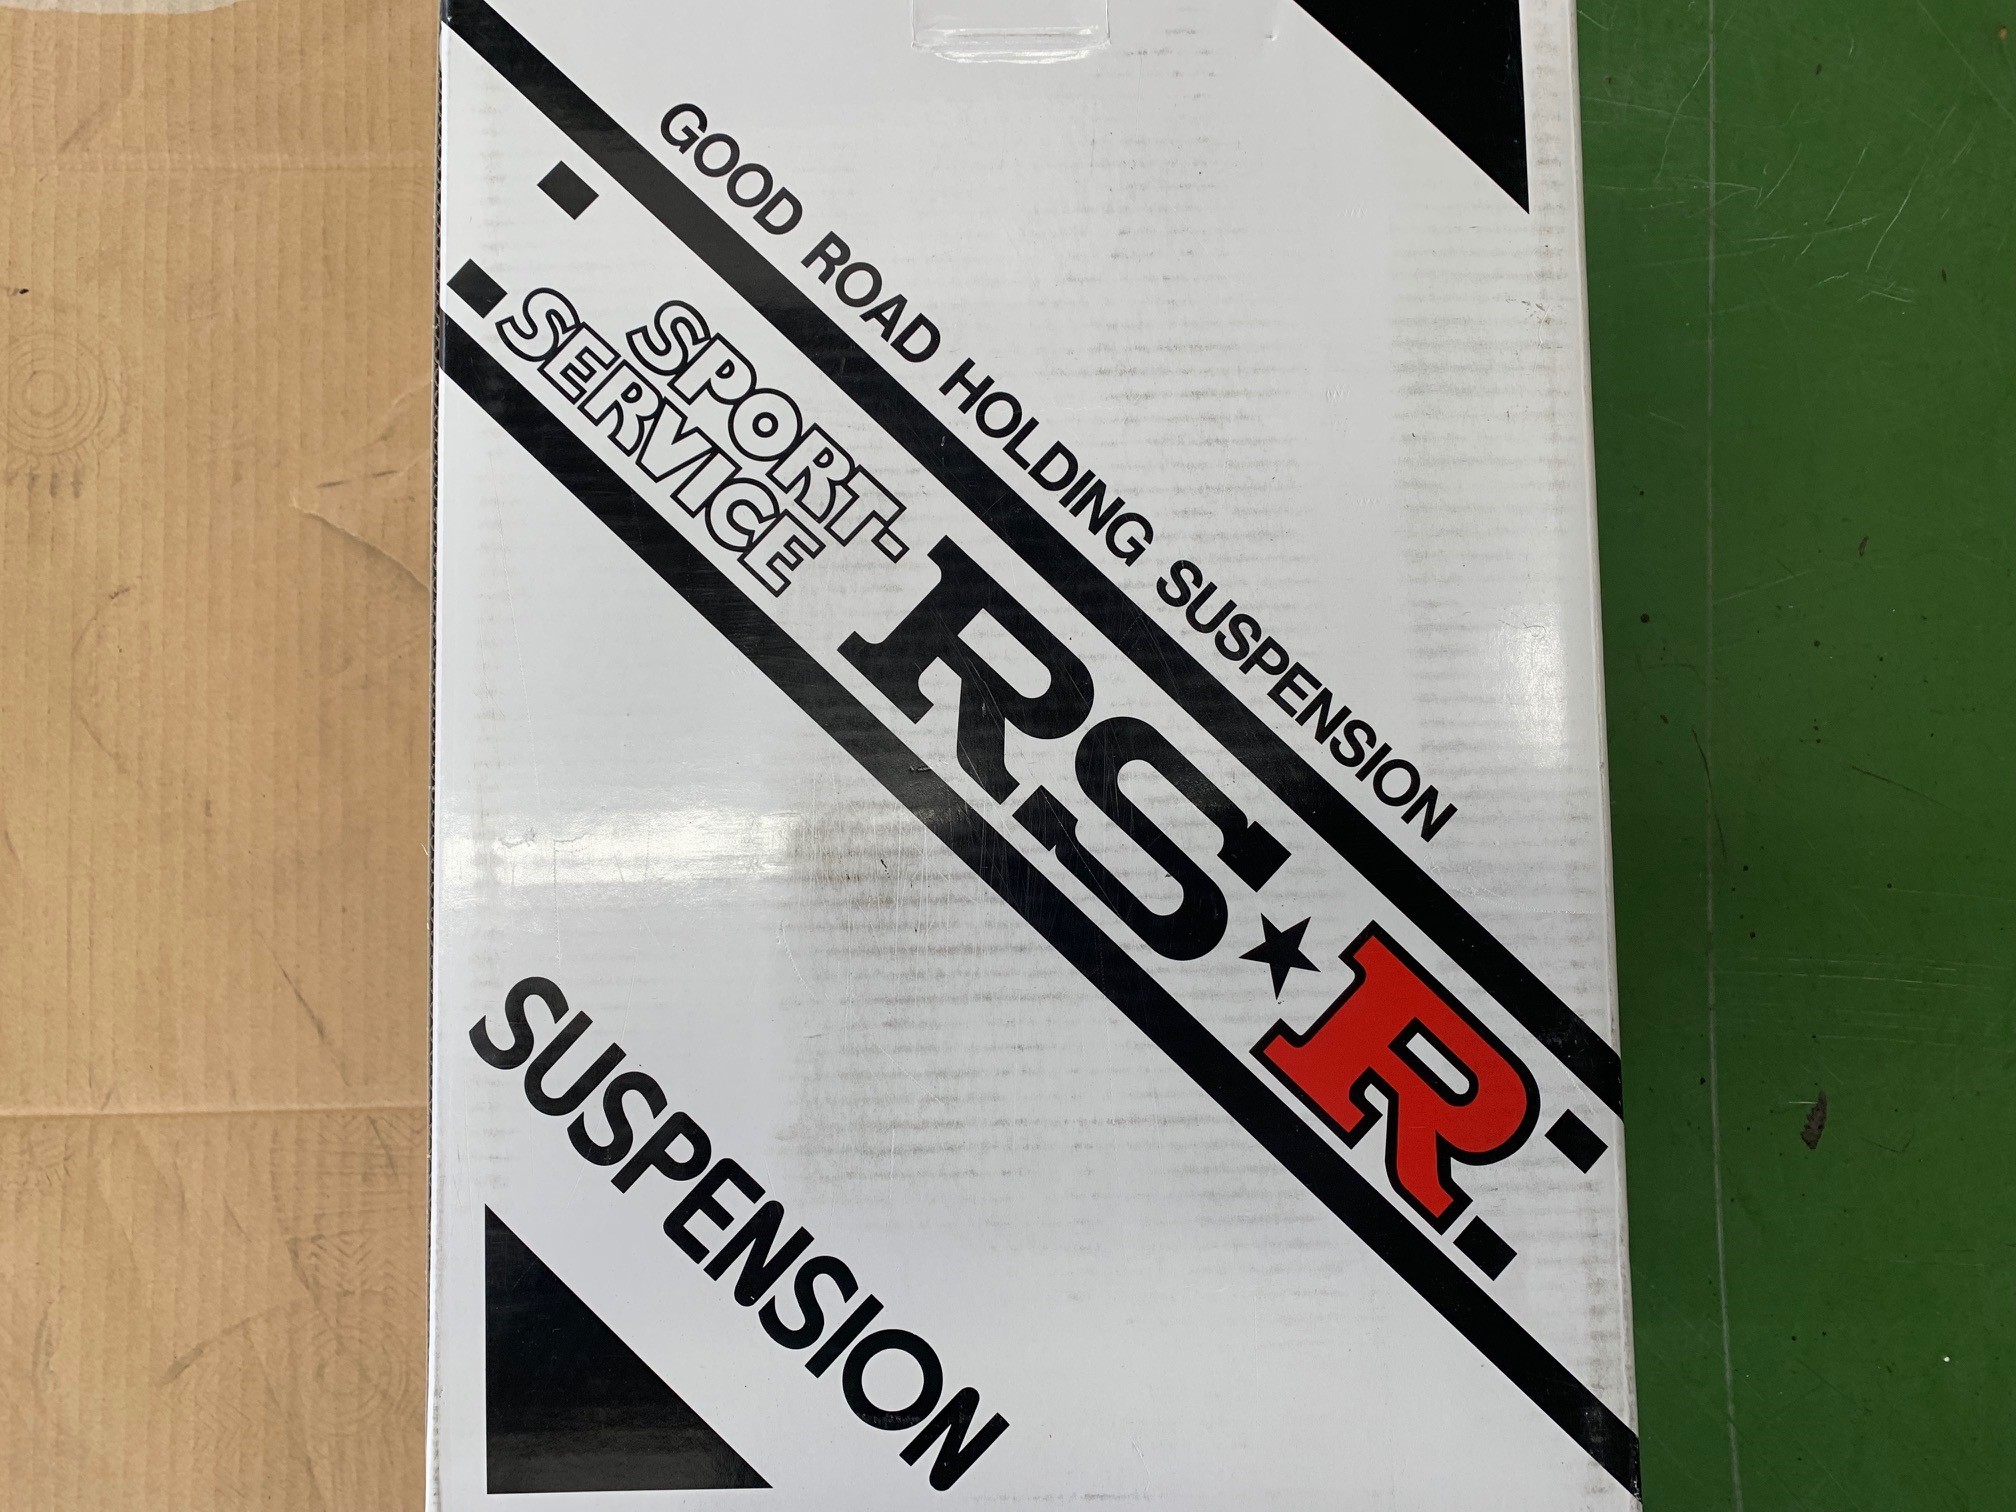 GOOD ROAD HOLDING SUSPENSION
SPORT-
SERVICE
RS★R
SUSPENSION